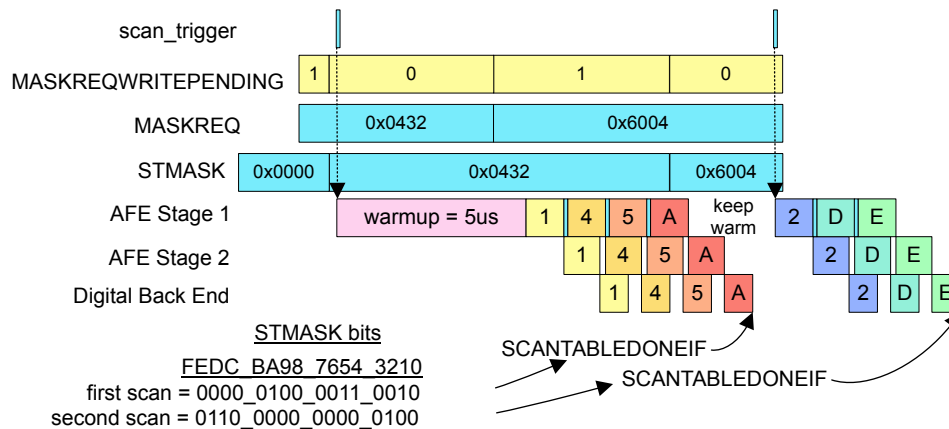 scan_trigger
MASKREQWRITEPENDING 1 0 1 0
MASKREQ 0x0432 0x6004
STMASK 0x0000 0x0432 0x6004
AFE Stage 1 warmup = 5us 1 4 5 A keep warm 2 D E
AFE Stage 2 1 4 5 A 2 D E
Digital Back End 1 4 5 A 2 D E
STMASK bits
FEDC_BA98_7654_3210
first scan = 0000_0100_0011_0010
second scan = 0110_0000_0000_0100
SCANTABLEDONEIF
SCANTABLEDONEIF